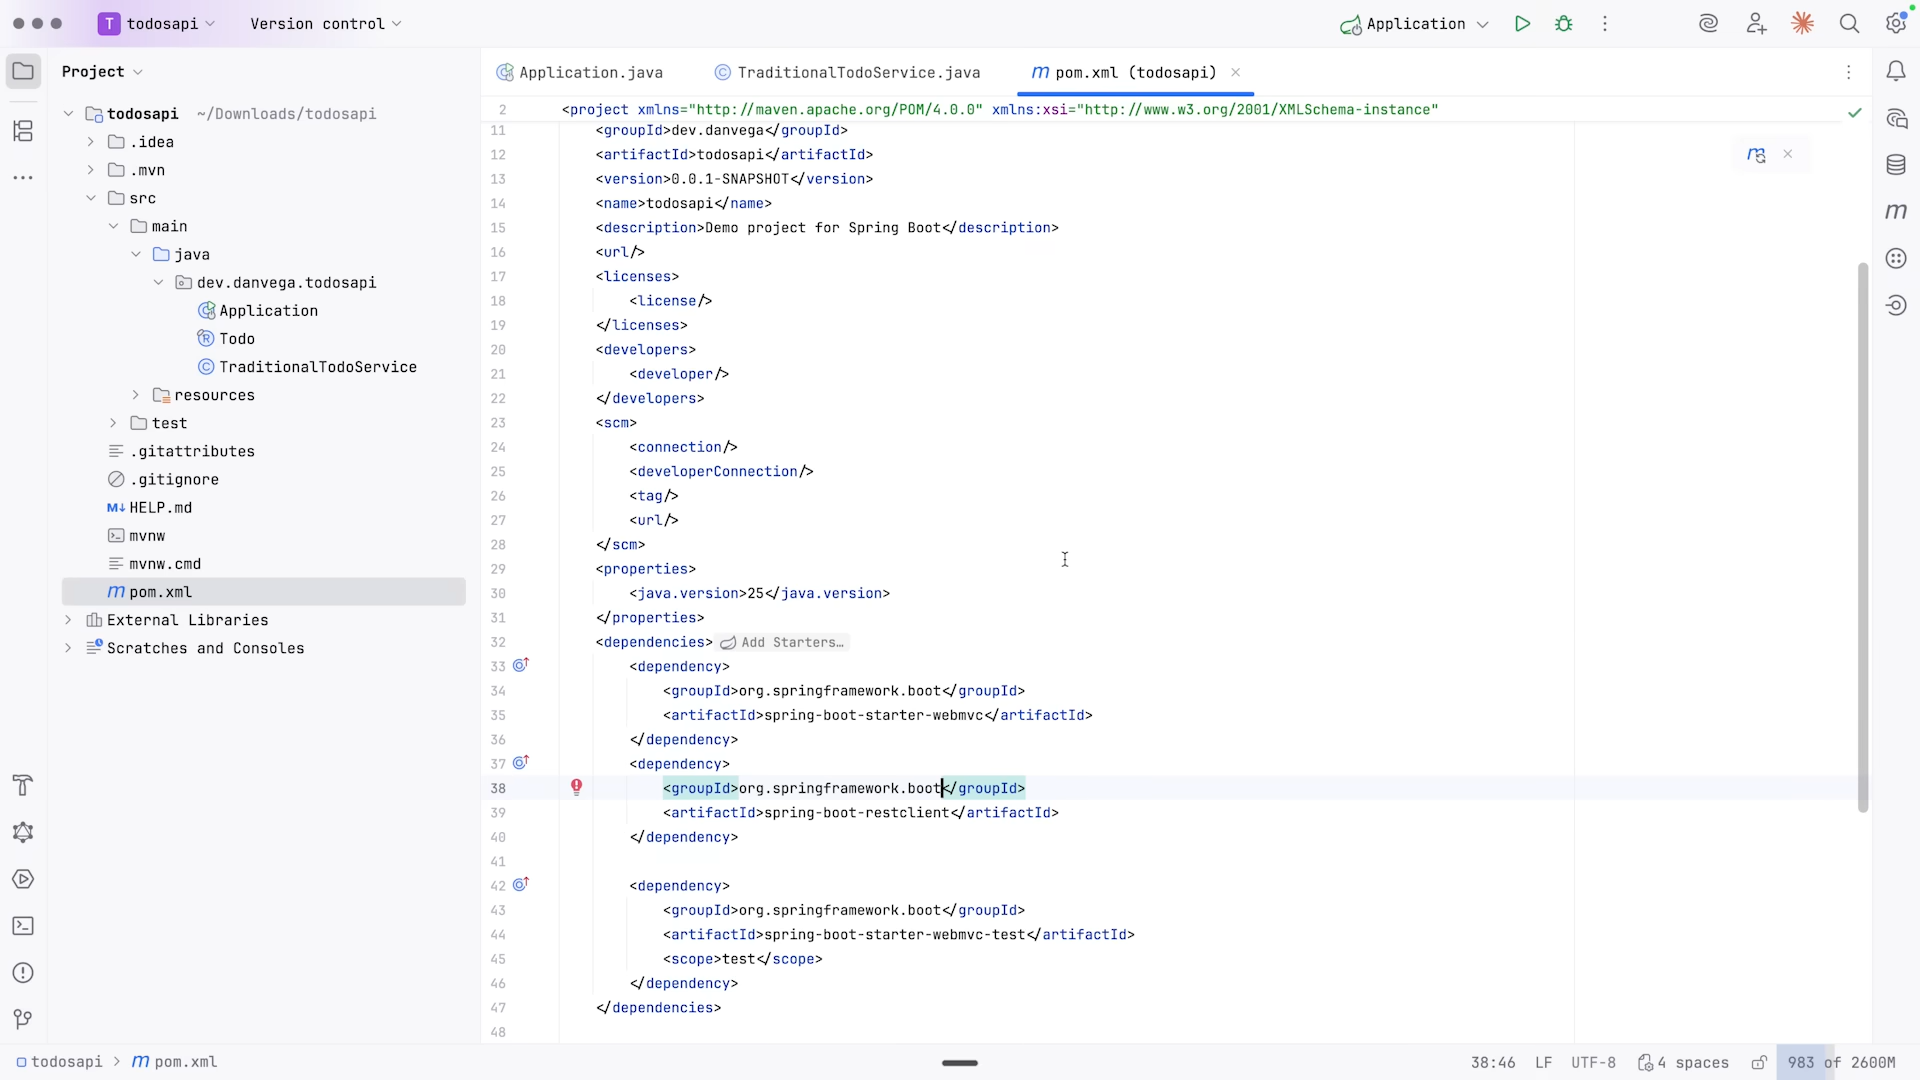 T todosapi
Version control
Application
Project
Application.java
TraditionalTodoService.java
m pom.xml (todosapi)
todosapi ~/Downloads/todosapi
.idea
.mvn
src
main
java
dev.danvega.todosapi
Application
R Todo
C TraditionalTodoService
resources
test
.gitattributes
.gitignore
M↓ HELP.md
mvnw
mvnw.cmd
m pom.xml
External Libraries
Scratches and Consoles
2 <project xmlns="http://maven.apache.org/POM/4.0.0" xmlns:xsi="http://www.w3.org/2001/XMLSchema-instance"
11 <groupId>dev.danvega</groupId>
12 <artifactId>todosapi</artifactId>
13 <version>0.0.1-SNAPSHOT</version>
14 <name>todosapi</name>
15 <description>Demo project for Spring Boot</description>
16 <url/>
17 <licenses>
18 <license/>
19 </licenses>
20 <developers>
21 <developer/>
22 </developers>
23 <scm>
24 <connection/>
25 <developerConnection/>
26 <tag/>
27 <url/>
28 </scm>
29 <properties>
30 <java.version>25</java.version>
31 </properties>
32 <dependencies> Add Starters…
33 <dependency>
34 <groupId>org.springframework.boot</groupId>
35 <artifactId>spring-boot-starter-webmvc</artifactId>
36 </dependency>
37 <dependency>
38 <groupId>org.springframework.boot</groupId>
39 <artifactId>spring-boot-restclient</artifactId>
40 </dependency>
41
42 <dependency>
43 <groupId>org.springframework.boot</groupId>
44 <artifactId>spring-boot-starter-webmvc-test</artifactId>
45 <scope>test</scope>
46 </dependency>
47 </dependencies>
48
todosapi > m pom.xml
38:46 LF UTF-8 4 spaces 983 of 2600M